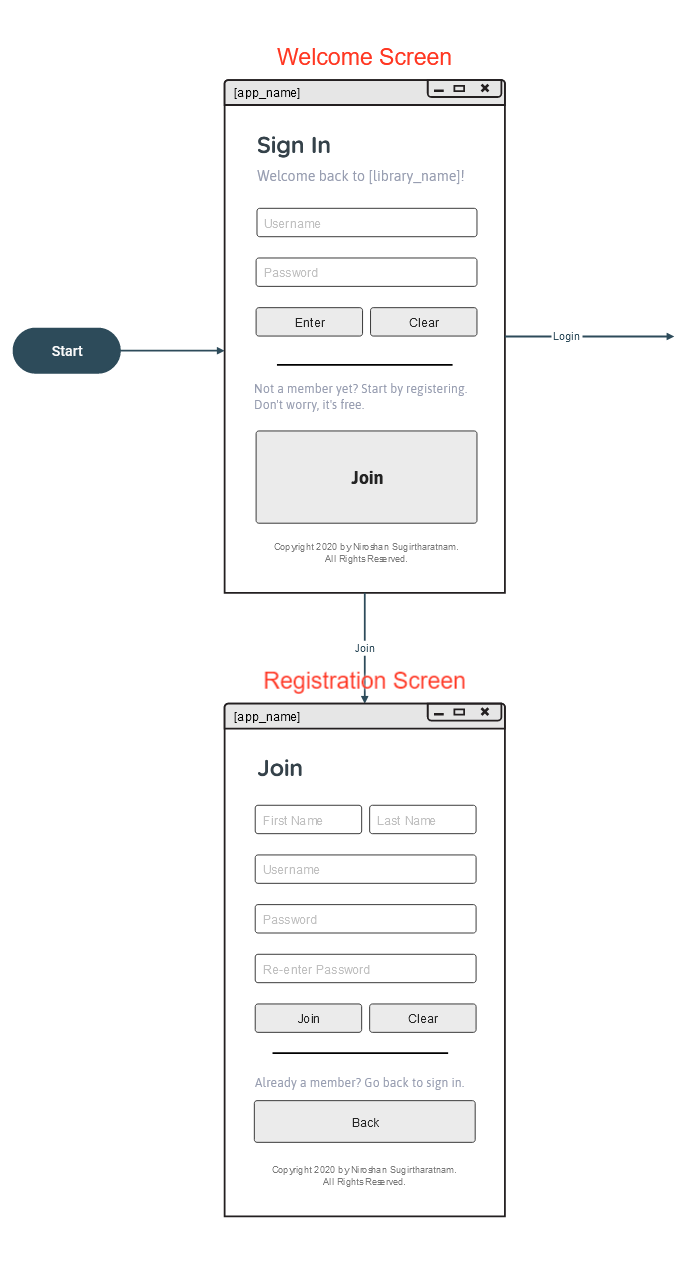 Welcome Screen
[app_name]
Sign In
Welcome back to [library_name]!
Username
Password
Enter Clear
Start
Login
Not a member yet? Start by registering.
Don't worry, it's free.
Join
Copyright 2020 by Niroshan Sugirtharatnam.
All Rights Reserved.
Join
Registration Screen
[app_name]
Join
First Name Last Name
Username
Password
Re-enter Password
Join Clear
Already a member? Go back to sign in.
Back
Copyright 2020 by Niroshan Sugirtharatnam.
All Rights Reserved.